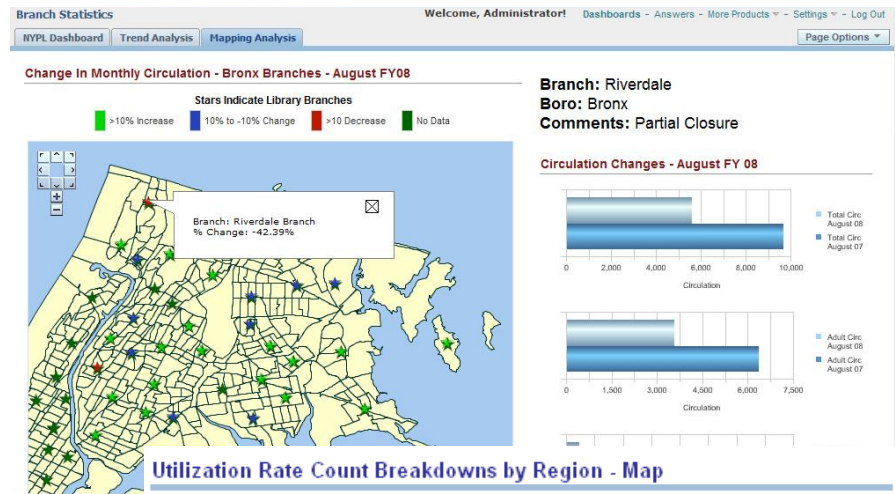 Branch Statistics
Welcome, Administrator! Dashboards - Answers - More Products - Settings - Log Out
NYPL Dashboard Trend Analysis Mapping Analysis
Page Options
Change In Monthly Circulation - Bronx Branches - August FY08
Stars Indicate Library Branches
>10% Increase 10% to -10% Change >10 Decrease No Data
Branch: Riverdale Branch
% Change: -42.39%
Branch: Riverdale
Boro: Bronx
Comments: Partial Closure
Circulation Changes - August FY 08
Total Circ
August 08
Total Circ
August 07
0 2,000 4,000 6,000 8,000 10,000
Circulation
Adult Circ
August 08
Adult Circ
August 07
0 1,500 3,000 4,500 6,000 7,500
Circulation
Utilization Rate Count Breakdowns by Region - Map